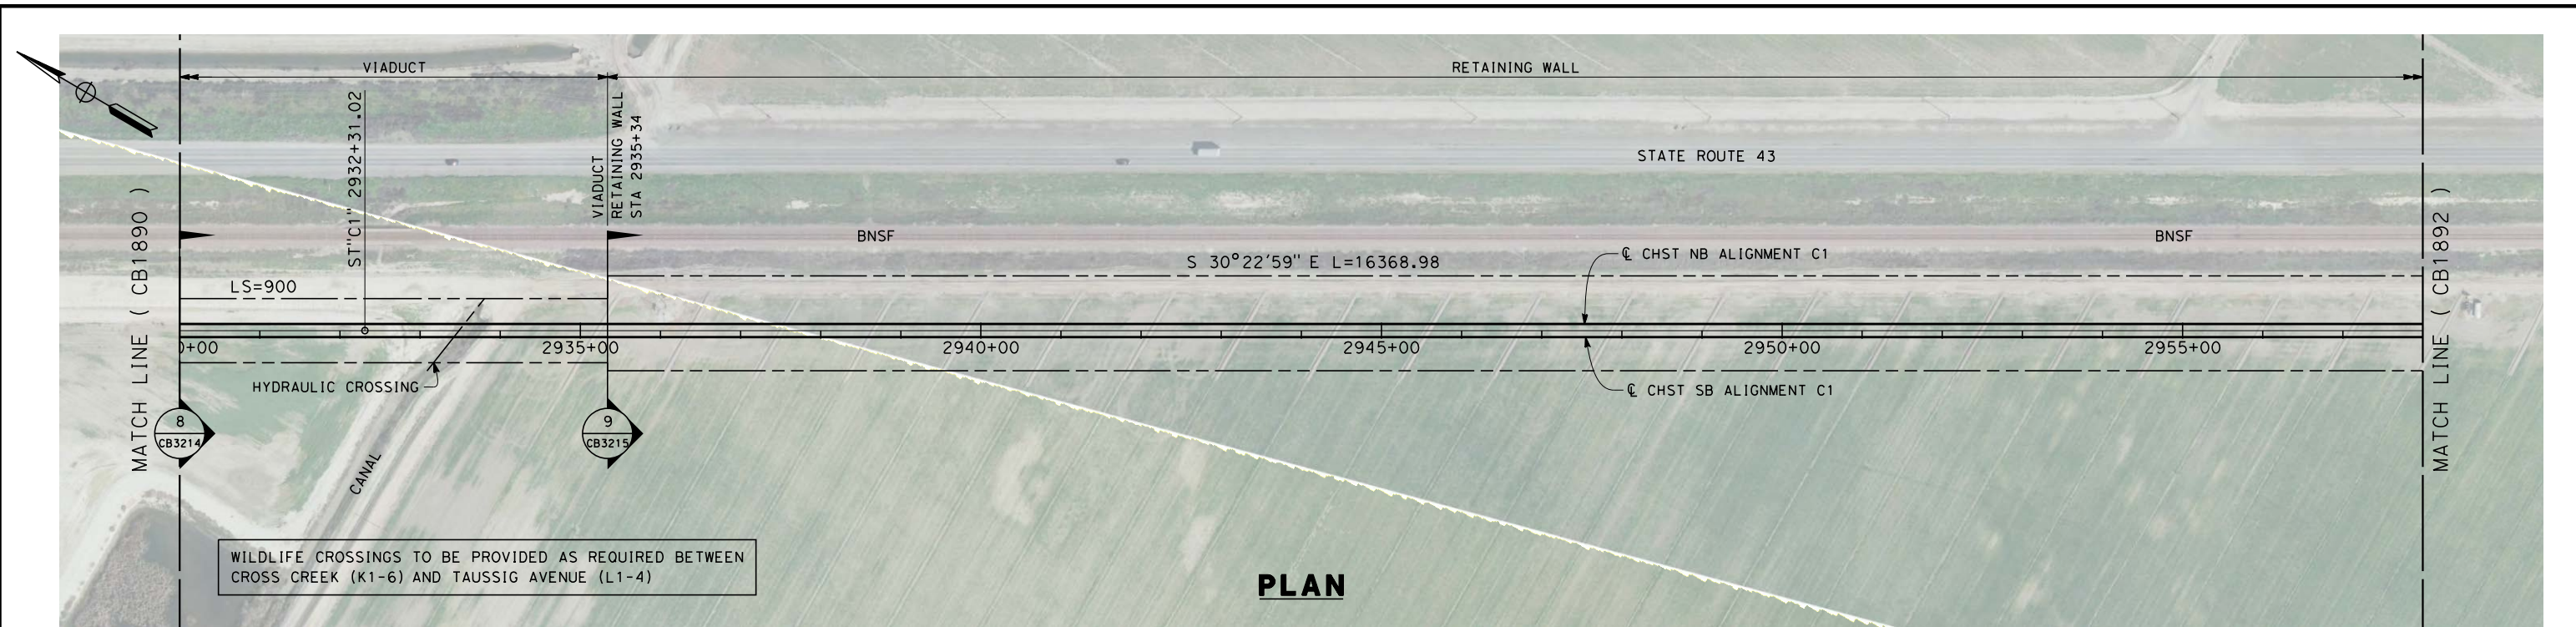 VIADUCT
RETAINING WALL
ST"C1" 2932+31.02
VIADUCT
RETAINING WALL
STA 2935+34
STATE ROUTE 43
MATCH LINE ( CB1890 )
MATCH LINE ( CB1892 )
BNSF
BNSF
S 30°22'59" E L=16368.98
℄ CHST NB ALIGNMENT C1
LS=900
0+00
2935+00
2940+00
2945+00
2950+00
2955+00
HYDRAULIC CROSSING
℄ CHST SB ALIGNMENT C1
8
CB3214
9
CB3215
CANAL
WILDLIFE CROSSINGS TO BE PROVIDED AS REQUIRED BETWEEN
CROSS CREEK (K1-6) AND TAUSSIG AVENUE (L1-4)
PLAN